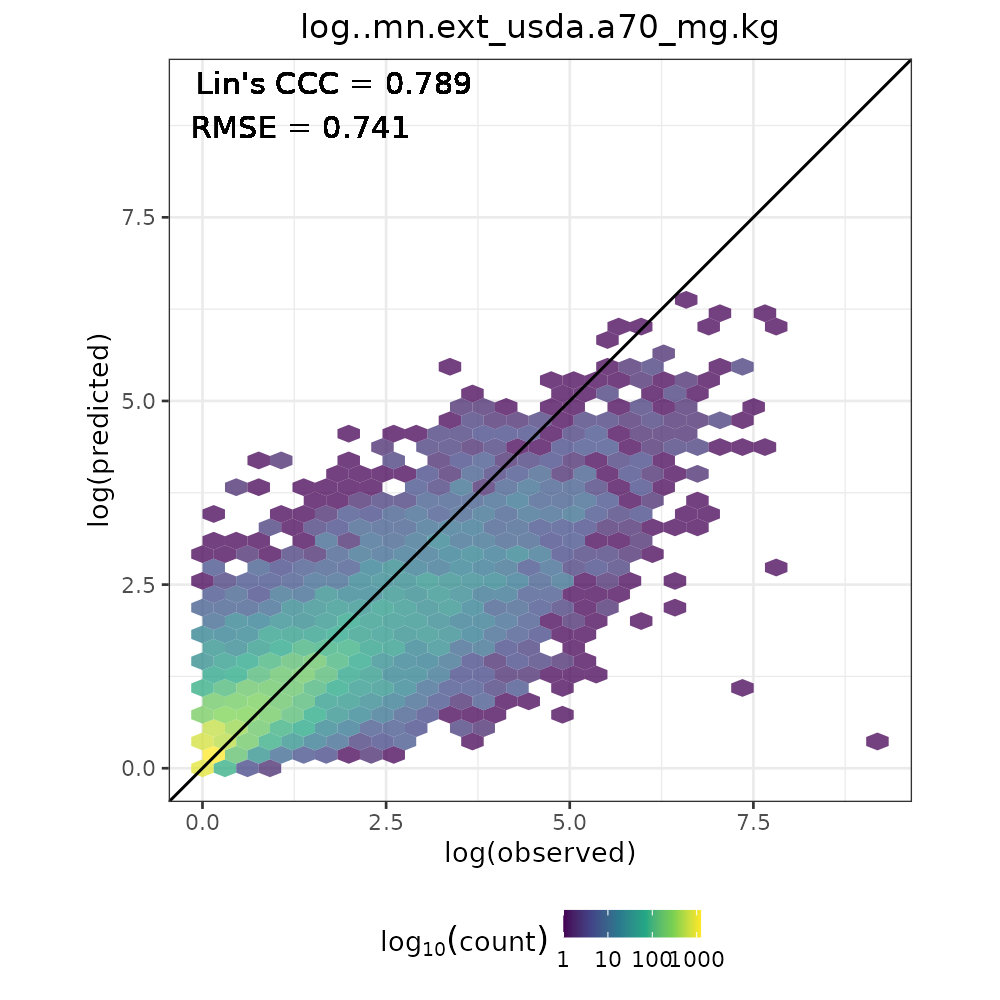 log..mn.ext_usda.a70_mg.kg
Lin's CCC = 0.789
RMSE = 0.741
7.5
5.0
2.5
0.0
log(predicted)
0.0 2.5 5.0 7.5
log(observed)
log10(count)
1 10 100 1000